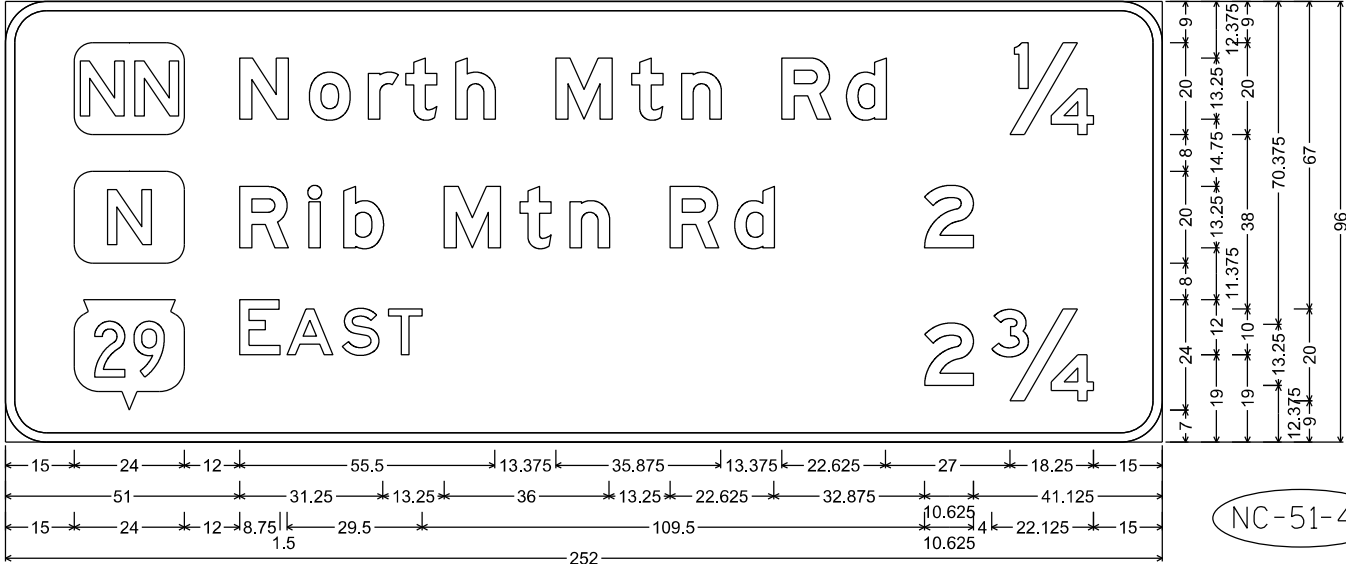 NN North Mtn Rd 1/4
N Rib Mtn Rd 2
29 EAST 2 3/4
9 20 8 20 8 24 7
13.25 14.75 13.25 11.375 12 19
12.375 9 20 38 10 19
70.375 13.25 12.375
67 20 9
96
15 24 12 55.5 13.375 35.875 13.375 22.625 27 18.25 15
51 31.25 13.25 36 13.25 22.625 32.875 10.625 41.125
15 24 12 8.75 1.5 29.5 109.5 10.625 4 22.125 15
252
NC-51-4